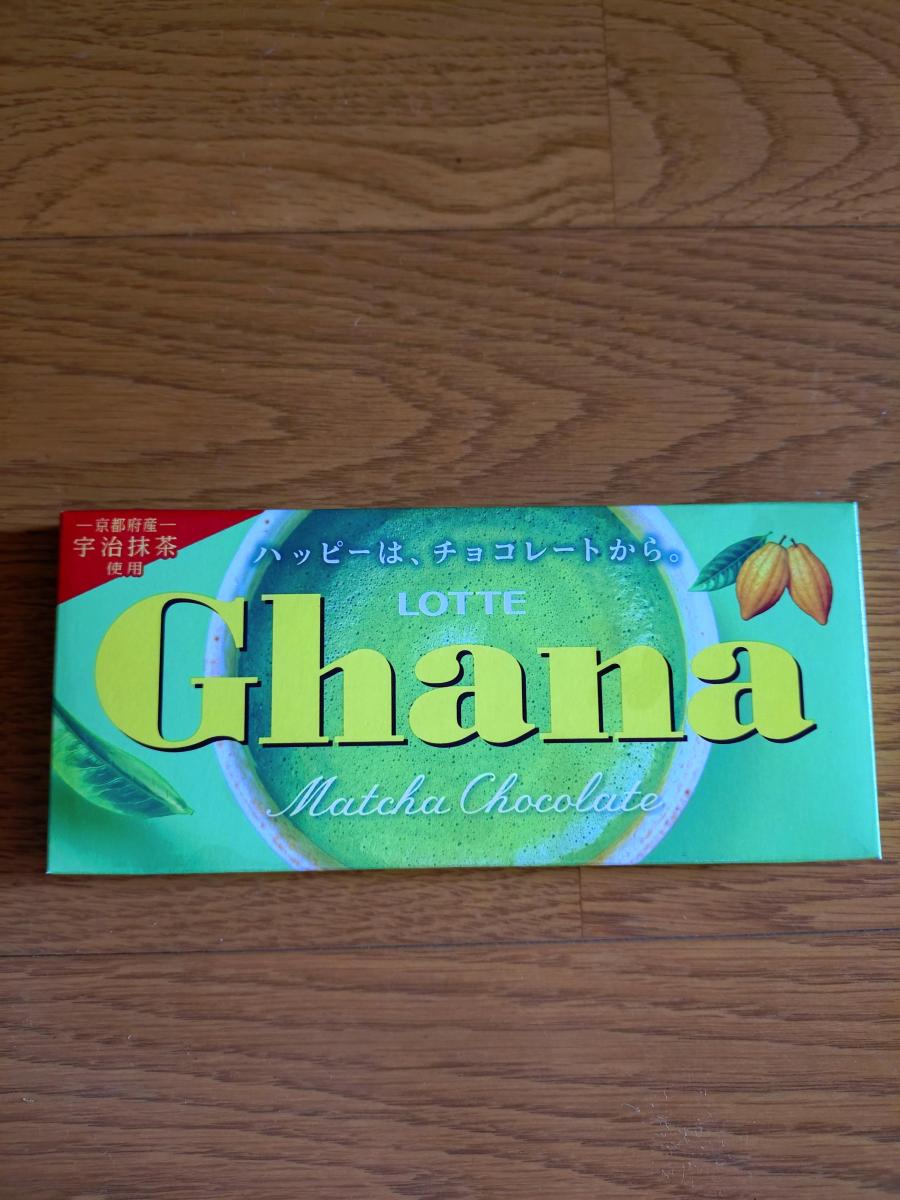 京都府産
宇治抹茶
使用
ハッピーは、チョコレートから。
LOTTE
Ghana
Matcha Chocolate